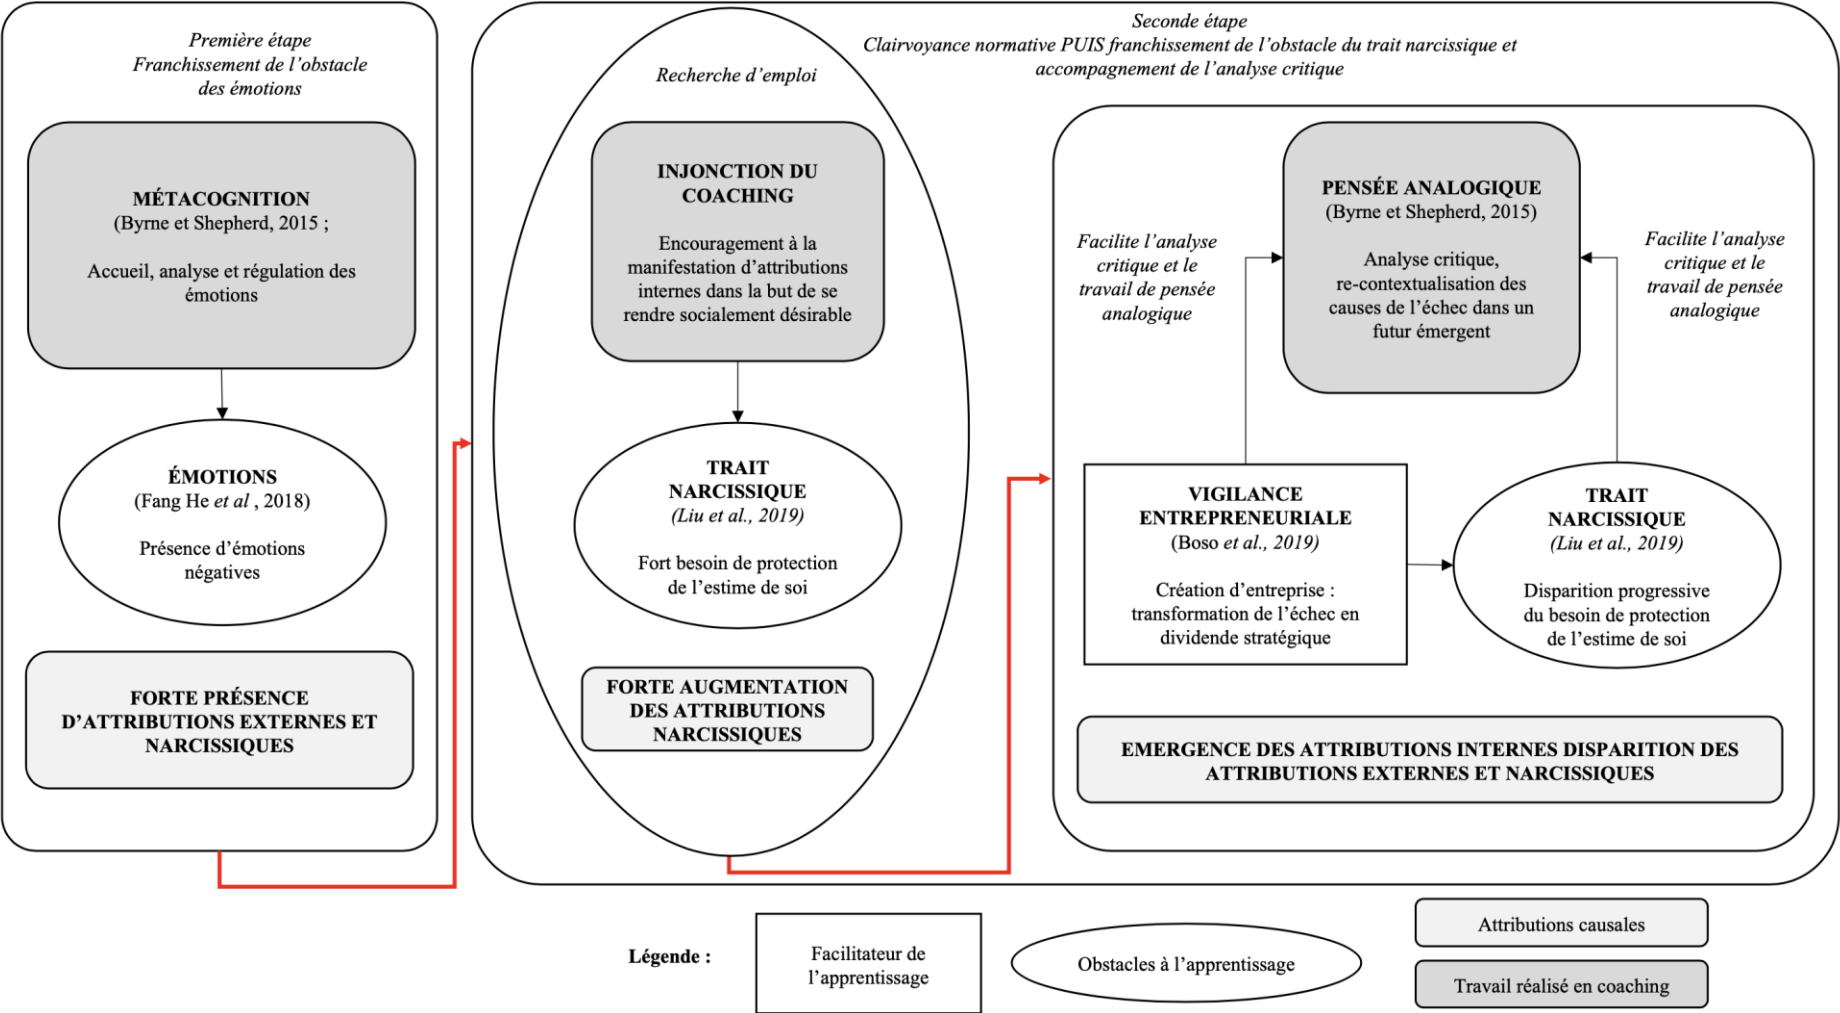 Première étape
Franchissement de l’obstacle
des émotions
MÉTACOGNITION
(Byrne et Shepherd, 2015 ;
Accueil, analyse et régulation des
émotions
ÉMOTIONS
(Fang He et al , 2018)
Présence d’émotions
négatives
FORTE PRÉSENCE
D’ATTRIBUTIONS EXTERNES ET
NARCISSIQUES
Seconde étape
Clairvoyance normative PUIS franchissement de l’obstacle du trait narcissique et
accompagnement de l’analyse critique
Recherche d’emploi
INJONCTION DU
COACHING
Encouragement à la
manifestation d’attributions
internes dans la but de se
rendre socialement désirable
TRAIT
NARCISSIQUE
(Liu et al., 2019)
Fort besoin de protection
de l’estime de soi
FORTE AUGMENTATION
DES ATTRIBUTIONS
NARCISSIQUES
Facilite l’analyse
critique et le
travail de pensée
analogique
PENSÉE ANALOGIQUE
(Byrne et Shepherd, 2015)
Analyse critique,
re-contextualisation des
causes de l’échec dans un
futur émergent
Facilite l’analyse
critique et le
travail de pensée
analogique
VIGILANCE
ENTREPRENEURIALE
(Boso et al., 2019)
Création d’entreprise :
transformation de l’échec en
dividende stratégique
TRAIT
NARCISSIQUE
(Liu et al., 2019)
Disparition progressive
du besoin de protection
de l’estime de soi
EMERGENCE DES ATTRIBUTIONS INTERNES DISPARITION DES
ATTRIBUTIONS EXTERNES ET NARCISSIQUES
Légende :
Facilitateur de
l’apprentissage
Obstacles à l’apprentissage
Attributions causales
Travail réalisé en coaching